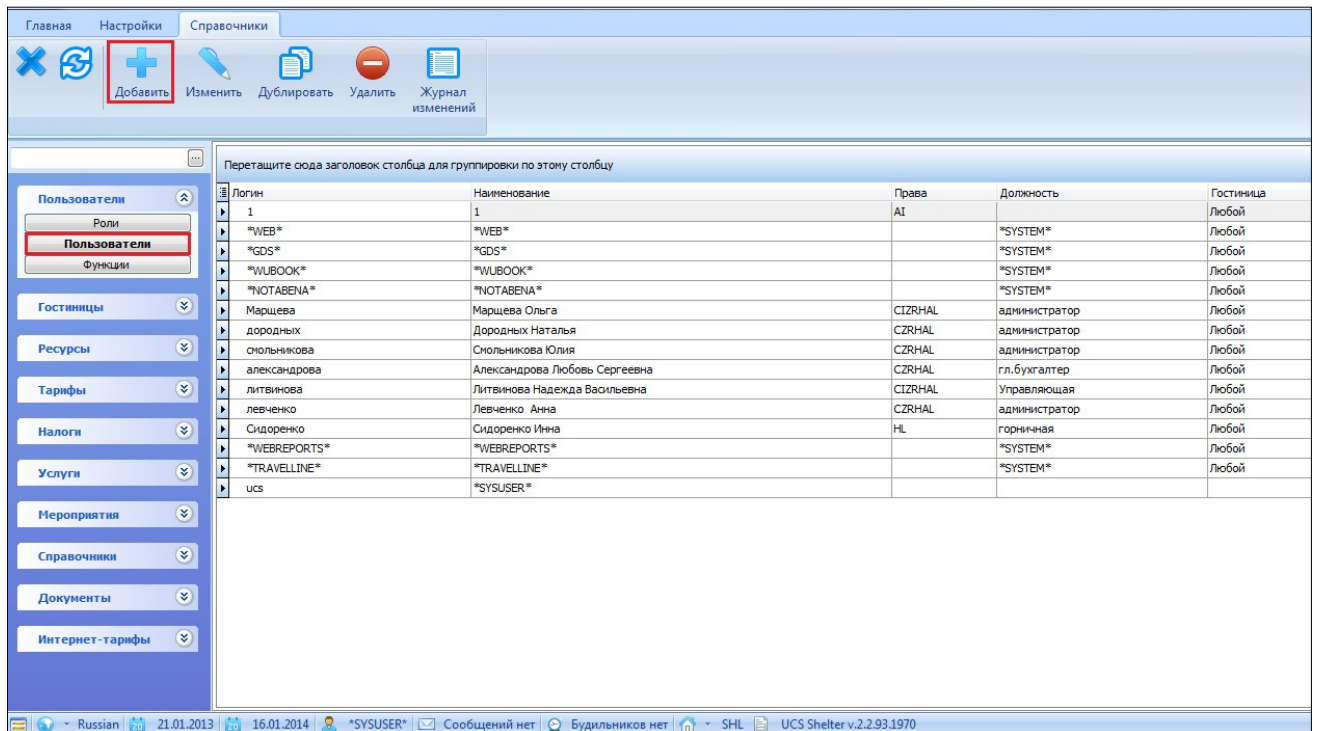 Главная Настройки Справочники
Добавить Изменить Дублировать Удалить Журнал изменений
Перетащите сюда заголовок столбца для группировки по этому столбцу
Пользователи
Роли
Пользователи
Функции
Гостиницы
Ресурсы
Тарифы
Налоги
Услуги
Мероприятия
Справочники
Документы
Интернет-тарифы
Логин Наименование Права Должность Гостиница
1 1 AI Любой
*WEB* *WEB* *SYSTEM* Любой
*GDS* *GDS* *SYSTEM* Любой
*WUBOOK* *WUBOOK* *SYSTEM* Любой
*NOTABENA* *NOTABENA* *SYSTEM* Любой
Марщева Марщева Ольга CIZRHAL администратор Любой
дородных Дородных Наталья CZRHAL администратор Любой
смольникова Смольникова Юлия CZRHAL администратор Любой
александрова Александрова Любовь Сергеевна CZRHAL гл.бухгалтер Любой
литвинова Литвинова Надежда Васильевна CIZRHAL Управляющая Любой
левченко Левченко Анна CZRHAL администратор Любой
Сидоренко Сидоренко Инна HL горничная Любой
*WEBREPORTS* *WEBREPORTS* *SYSTEM* Любой
*TRAVELLINE* *TRAVELLINE* *SYSTEM* Любой
ucs *SYSUSER*
Russian 20 21.01.2013 20 16.01.2014 *SYSUSER* Сообщений нет Будильников нет SHL UCS Shelter v.2.2.93.1970